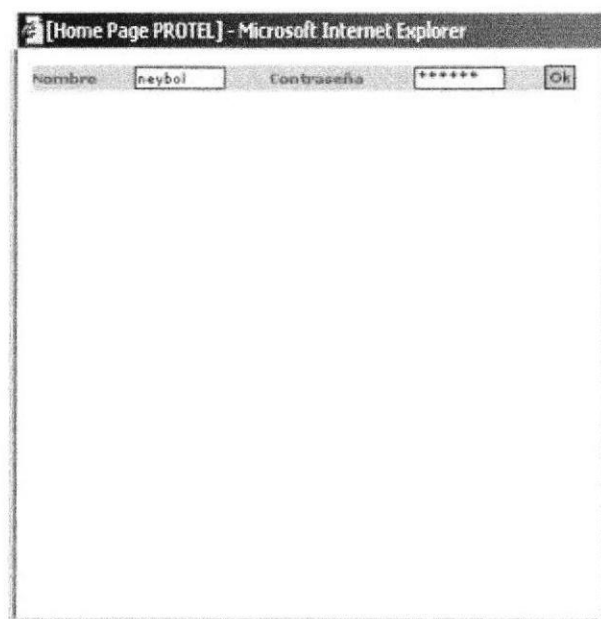 [Home Page PROTEL] - Microsoft Internet Explorer
Nombre neybol Contraseña ****** Ok